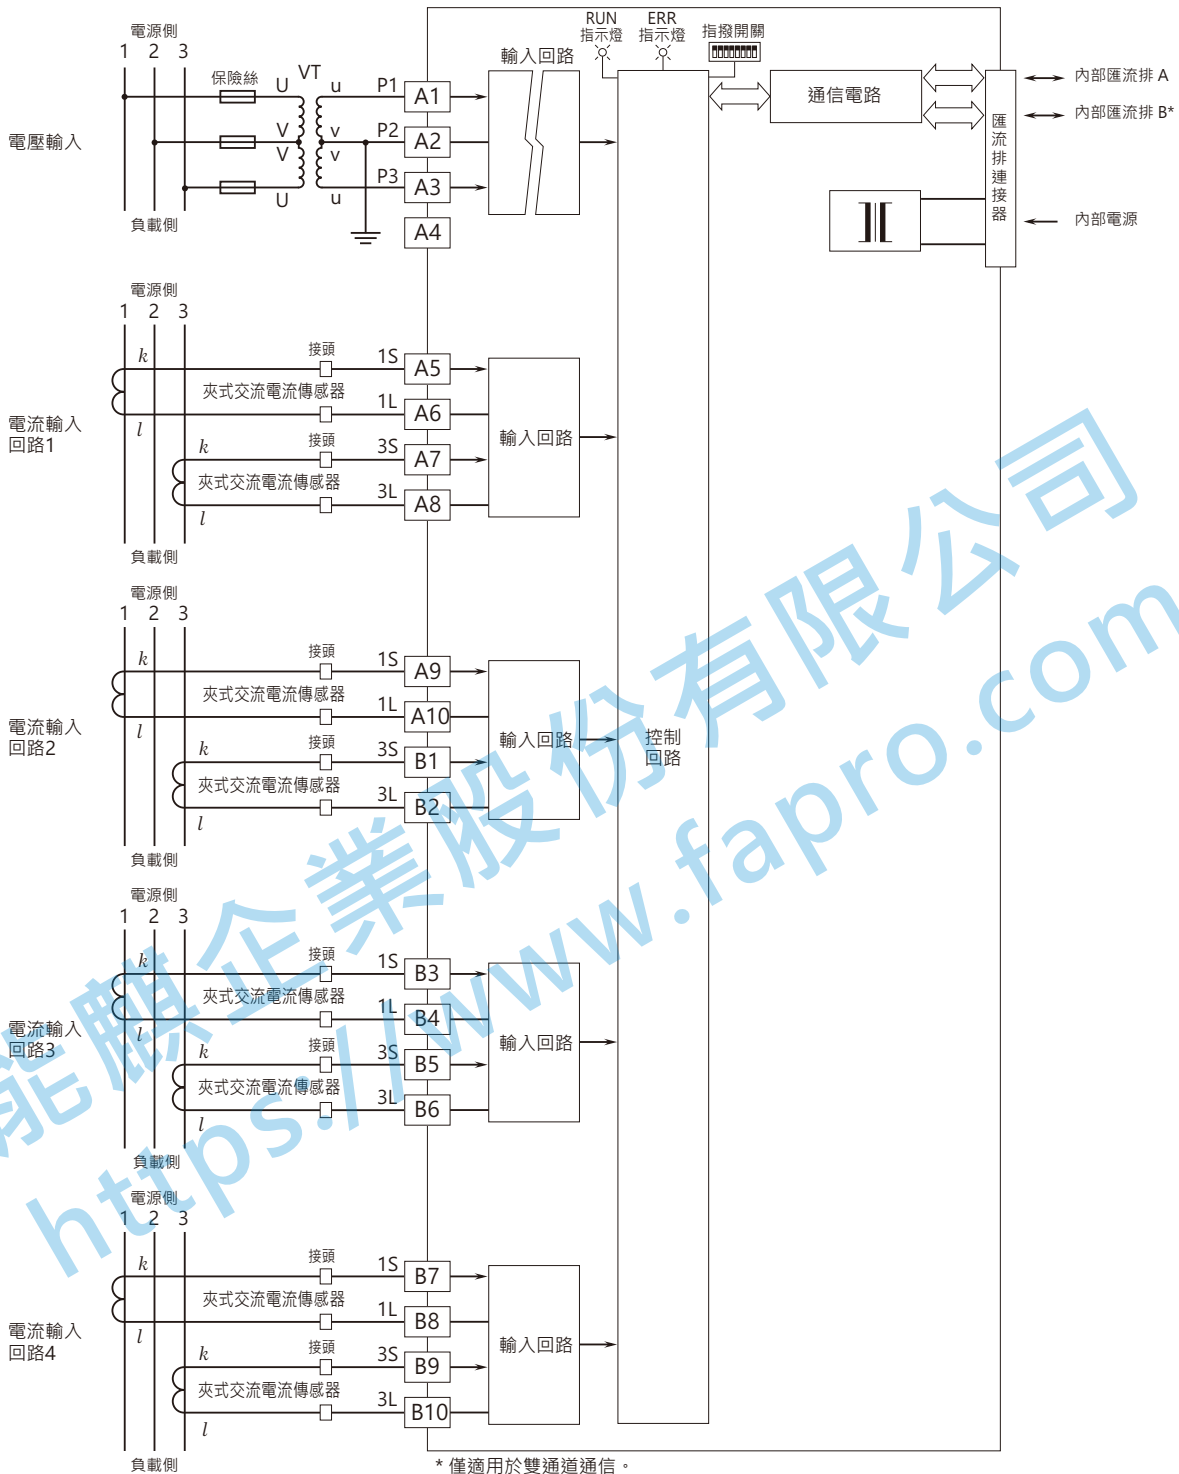 電源側
1 2 3
保險絲
U VT u P1 A1
V v P2 A2
V v
U u P3 A3
A4
電壓輸入
負載側
輸入回路
RUN
指示燈
ERR
指示燈
指撥開關
通信電路
匯流排連接器
內部匯流排 A
內部匯流排 B*
內部電源
電源側
1 2 3
k 接頭 1S A5
夾式交流電流傳感器
l 1L A6
k 接頭 3S A7
夾式交流電流傳感器
l 3L A8
電流輸入
回路1
輸入回路
負載側
電源側
1 2 3
k 接頭 1S A9
夾式交流電流傳感器
l 1L A10
k 接頭 3S B1
夾式交流電流傳感器
l 3L B2
電流輸入
回路2
輸入回路
控制
回路
負載側
電源側
1 2 3
k 接頭 1S B3
夾式交流電流傳感器
l 1L B4
k 接頭 3S B5
夾式交流電流傳感器
l 3L B6
電流輸入
回路3
輸入回路
負載側
電源側
1 2 3
k 接頭 1S B7
夾式交流電流傳感器
l 1L B8
k 接頭 3S B9
夾式交流電流傳感器
l 3L B10
電流輸入
回路4
輸入回路
負載側
* 僅適用於雙通道通信。
能麒企業股份有限公司
https://www.fapro.com